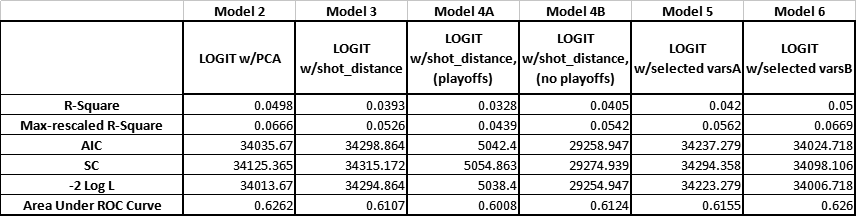 Model 2 Model 3 Model 4A Model 4B Model 5 Model 6
LOGIT w/PCA LOGIT w/shot_distance LOGIT w/shot_distance, (playoffs) LOGIT w/shot_distance, (no playoffs) LOGIT w/selected varsA LOGIT w/selected varsB
R-Square 0.0498 0.0393 0.0328 0.0405 0.042 0.05
Max-rescaled R-Square 0.0666 0.0526 0.0439 0.0542 0.0562 0.0669
AIC 34035.67 34298.864 5042.4 29258.947 34237.279 34024.718
SC 34125.365 34315.172 5054.863 29274.939 34294.358 34098.106
-2 Log L 34013.67 34294.864 5038.4 29254.947 34223.279 34006.718
Area Under ROC Curve 0.6262 0.6107 0.6008 0.6124 0.6155 0.626